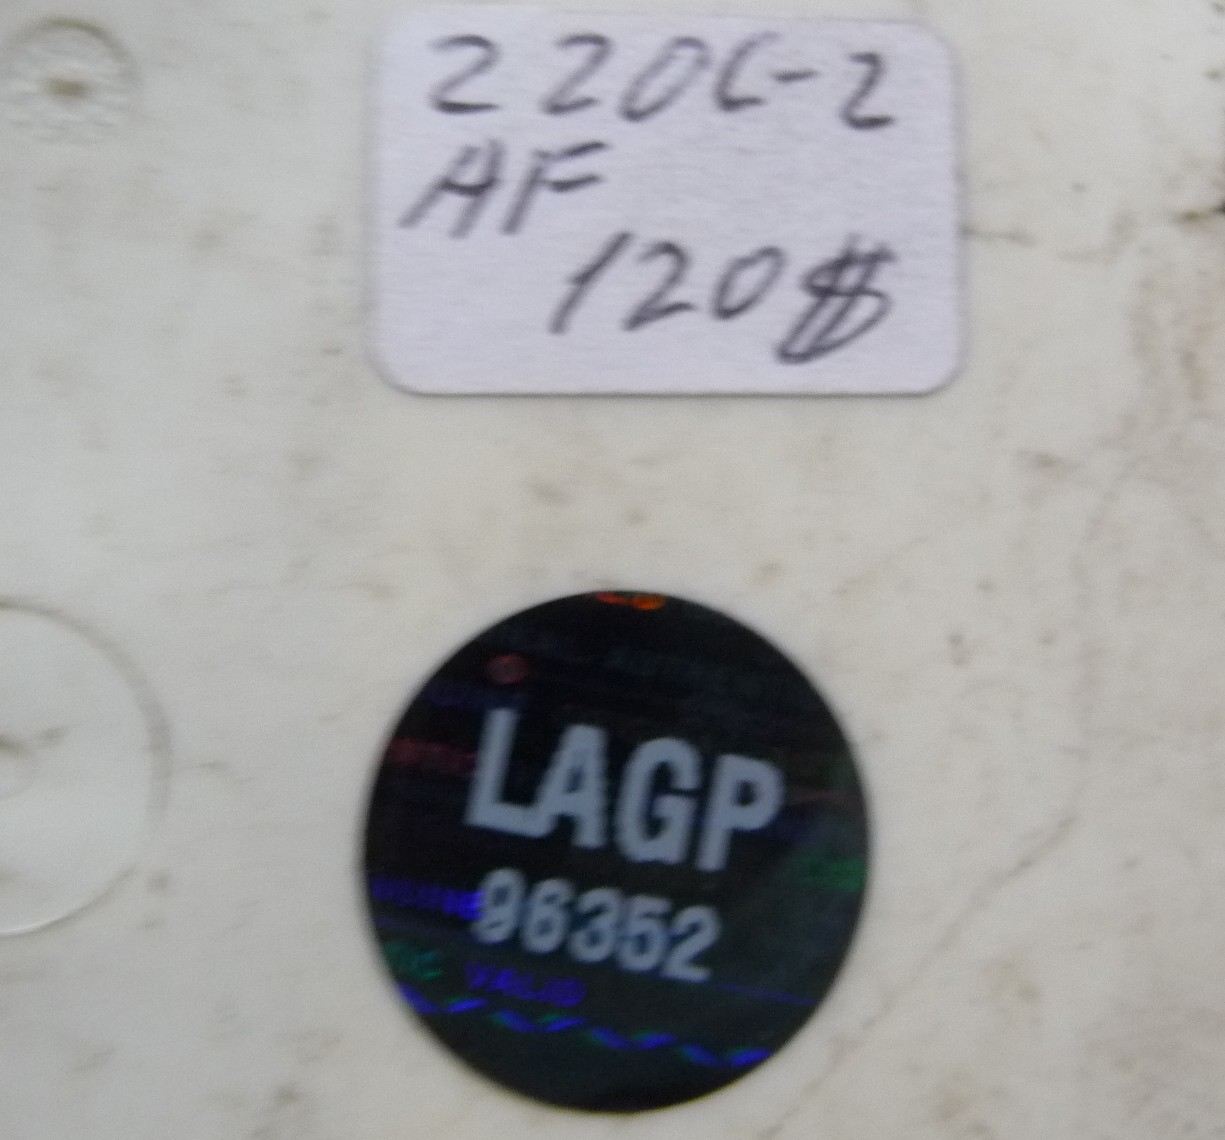 220C-2
AF
120$
LAGP
96352
VALID